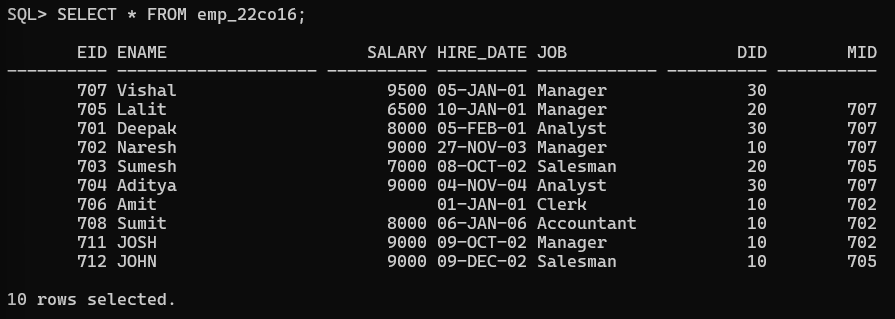 SQL> SELECT * FROM emp_22co16;
       EID ENAME                    SALARY HIRE_DATE JOB                 DID        MID
---------- -------------------- ---------- --------- ------------ ---------- ----------
       707 Vishal                     9500 05-JAN-01 Manager              30
       705 Lalit                      6500 10-JAN-01 Manager              20        707
       701 Deepak                     8000 05-FEB-01 Analyst              30        707
       702 Naresh                     9000 27-NOV-03 Manager              10        707
       703 Sumesh                     7000 08-OCT-02 Salesman             20        705
       704 Aditya                     9000 04-NOV-04 Analyst              30        707
       706 Amit                            01-JAN-01 Clerk                10        702
       708 Sumit                      8000 06-JAN-06 Accountant           10        702
       711 JOSH                       9000 09-OCT-02 Manager              10        702
       712 JOHN                       9000 09-DEC-02 Salesman             10        705
10 rows selected.